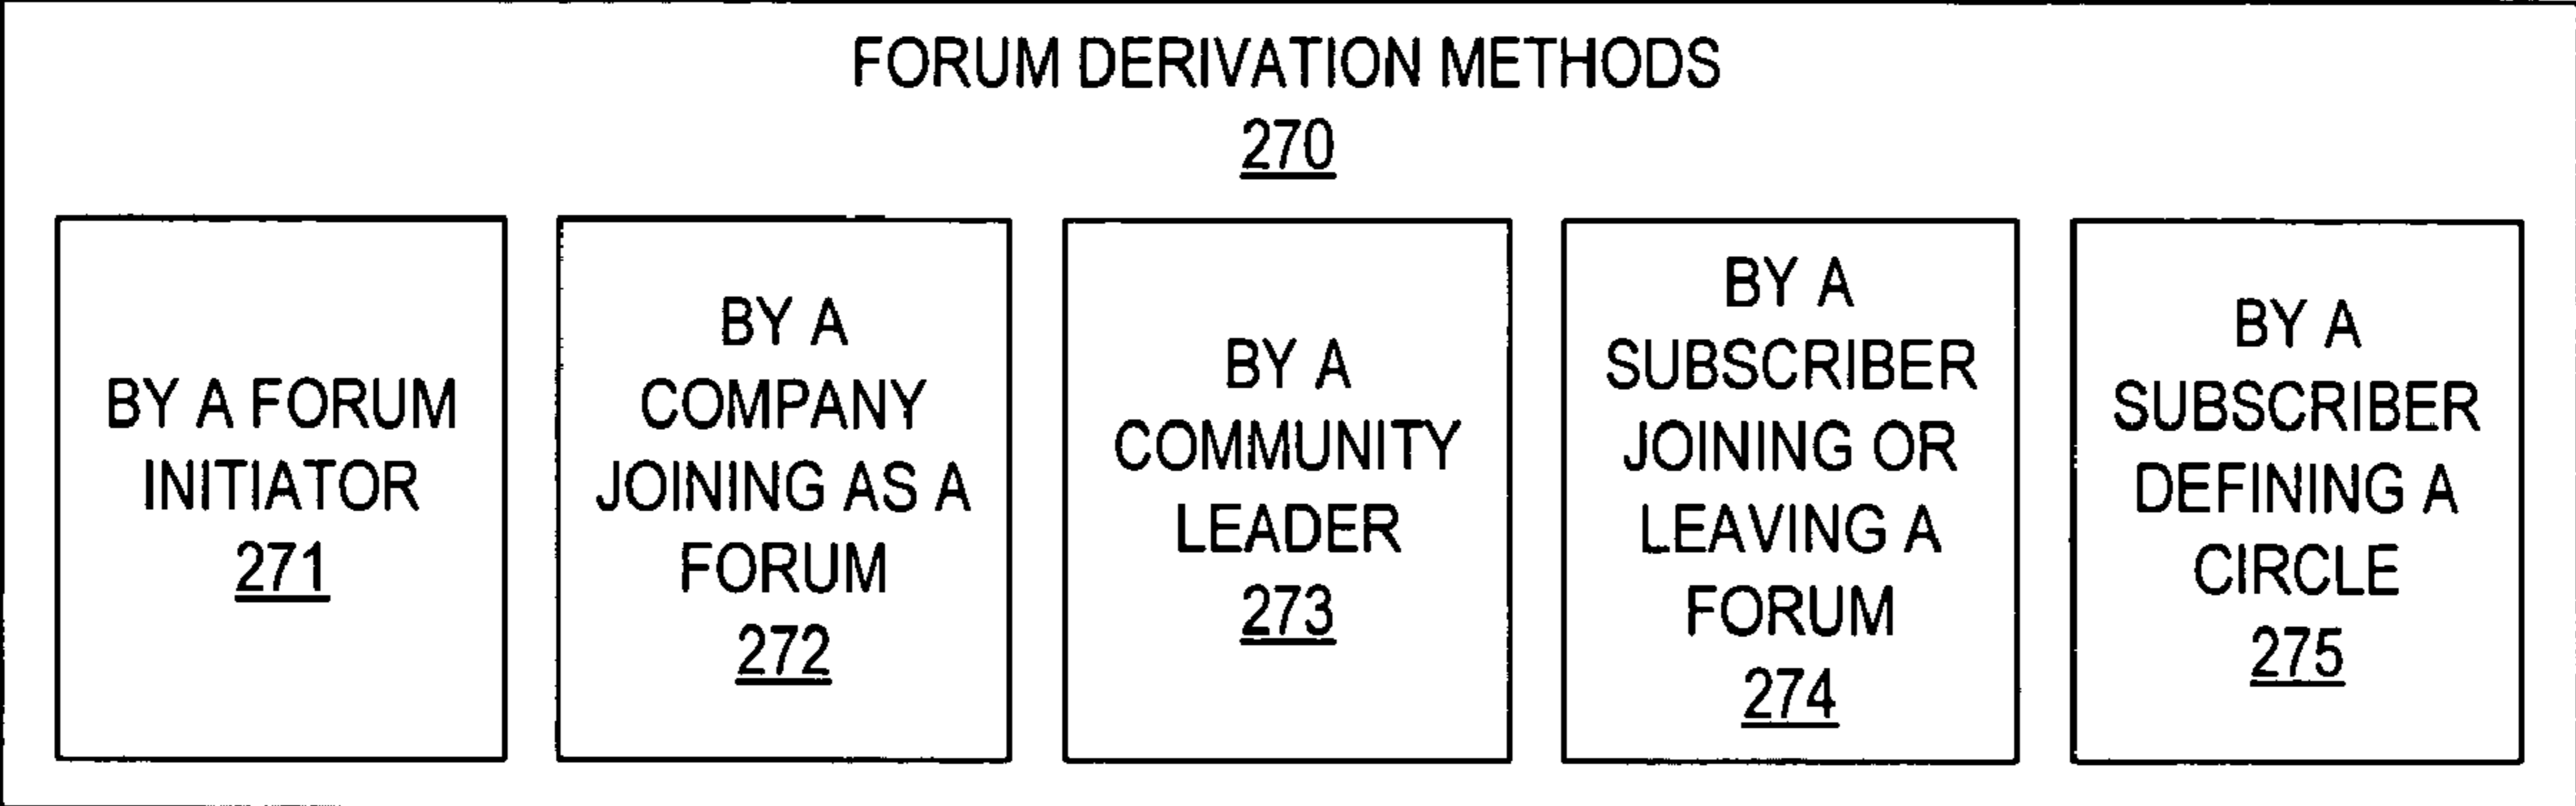 FORUM DERIVATION METHODS
270
BY A FORUM
INITIATOR
271
BY A
COMPANY
JOINING AS A
FORUM
272
BY A
COMMUNITY
LEADER
273
BY A
SUBSCRIBER
JOINING OR
LEAVING A
FORUM
274
BY A
SUBSCRIBER
DEFINING A
CIRCLE
275